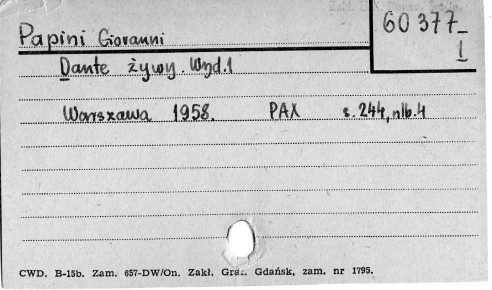 60 377
I
Papini Giovanni
Dante żywy. Wyd.1
Warszawa 1958. PAX s. 244, nlb. 4
CWD. B-15b. Zam. 657-DW/On. Zakł. Graf. Gdańsk, zam. nr 1795.